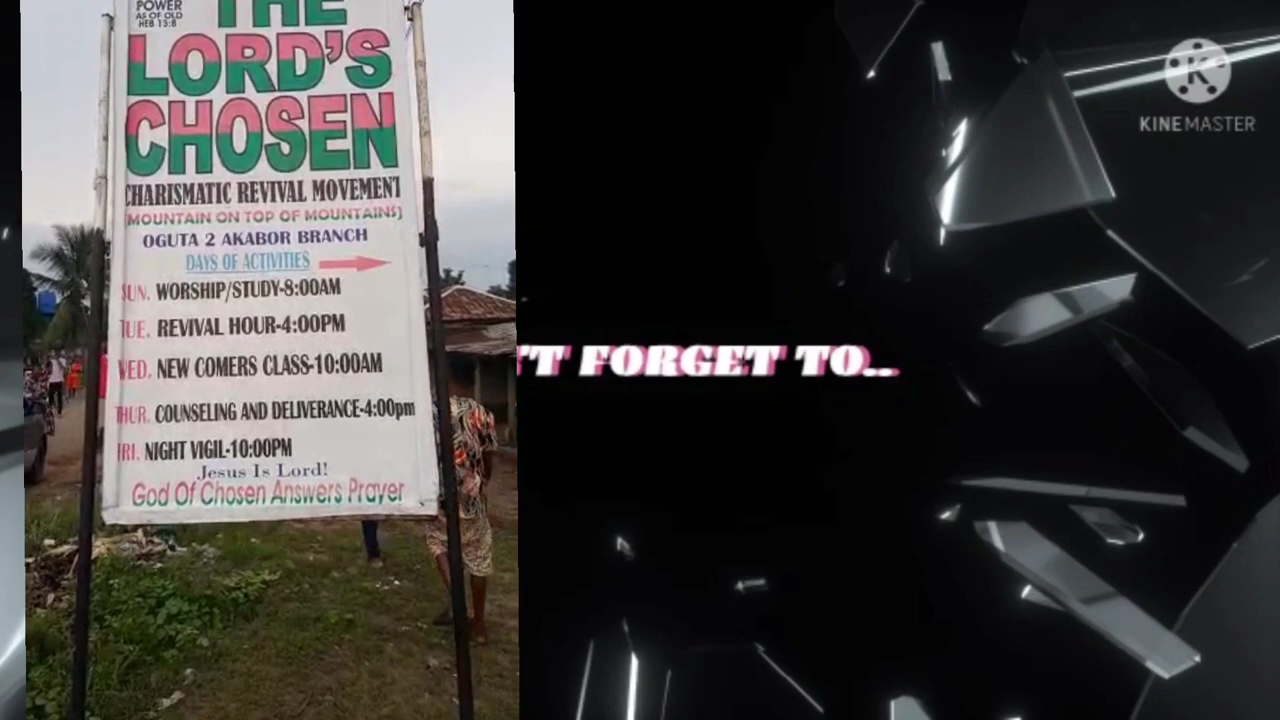 POWER
AS OF OLD
HEB 13:8
THE
LORD'S
CHOSEN
CHARISMATIC REVIVAL MOVEMENT
(MOUNTAIN ON TOP OF MOUNTAINS)
OGUTA 2 AKABOR BRANCH
DAYS OF ACTIVITIES
SUN. WORSHIP/STUDY-8:00AM
TUE. REVIVAL HOUR-4:00PM
WED. NEW COMERS CLASS-10:00AM
THUR. COUNSELING AND DELIVERANCE-4:00pm
FRI. NIGHT VIGIL-10:00PM
Jesus Is Lord!
God Of Chosen Answers Prayer
'T FORGET TO..
K
KINEMASTER